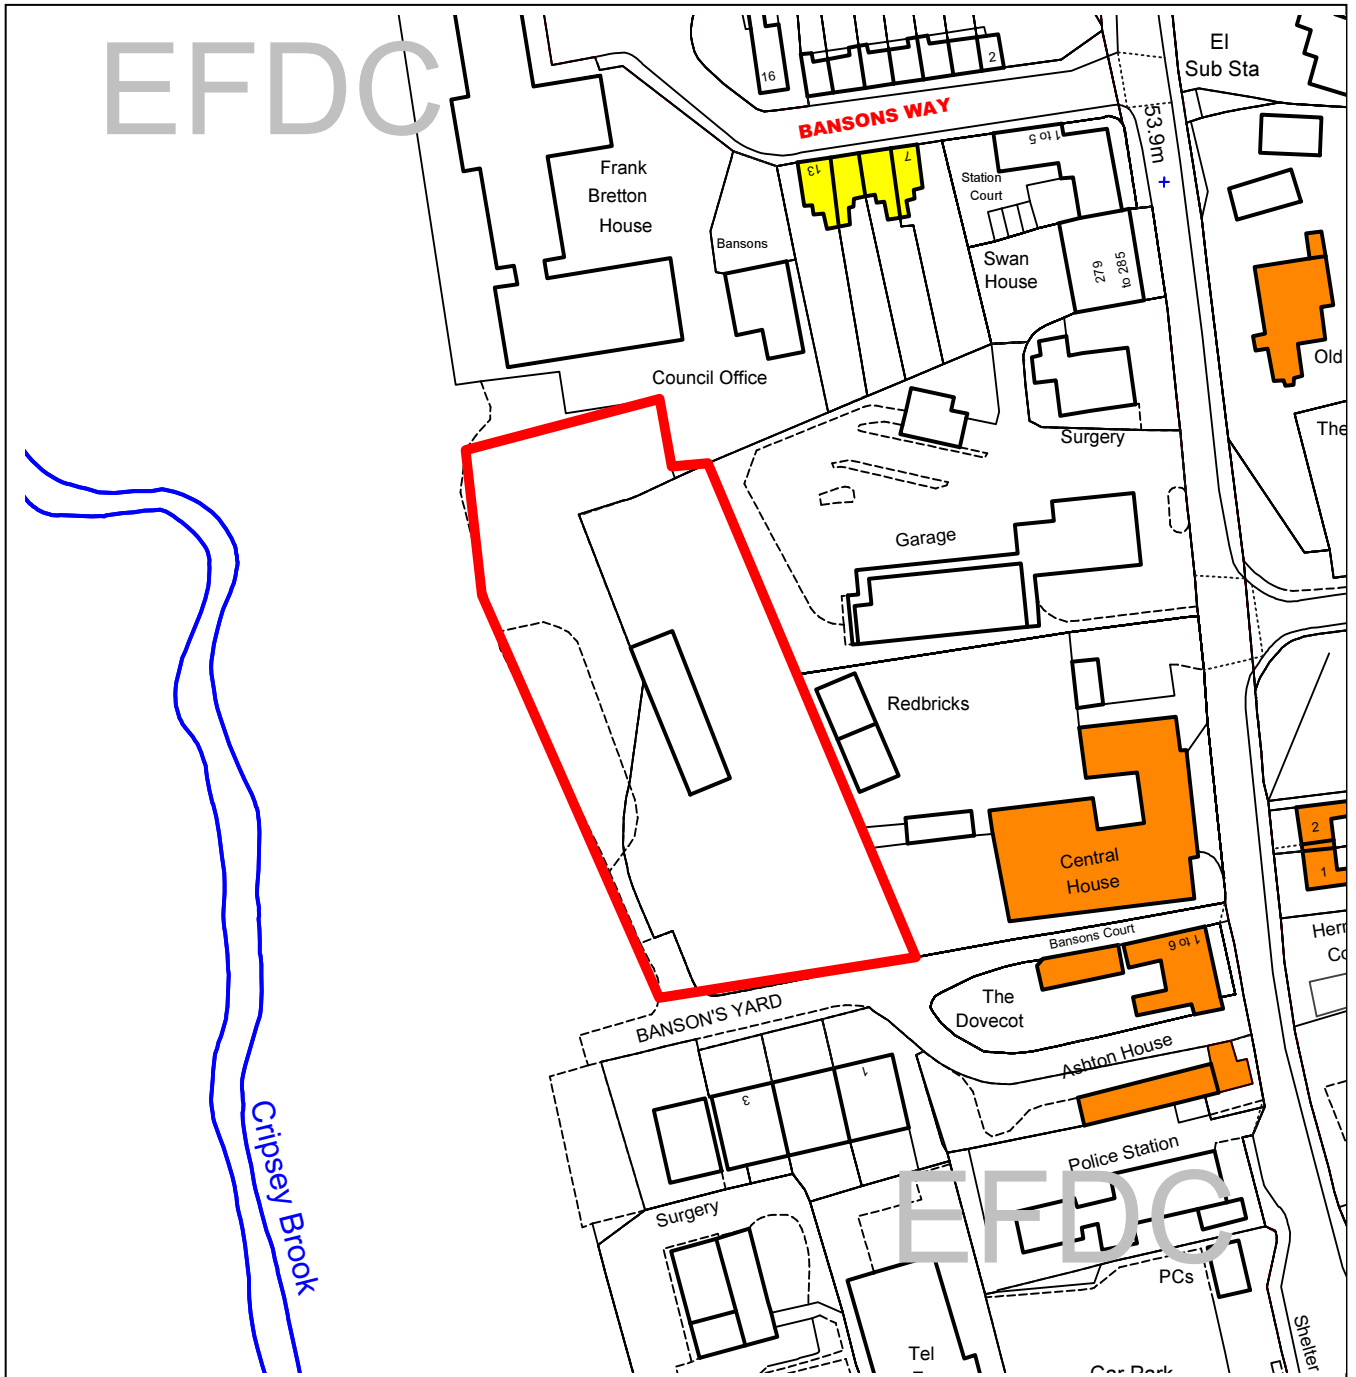 EFDC
El
Sub Sta
16
2
BANSONS WAY
53.9m
1 to 5
13
7
Frank
Bretton
House
Station
Court
Bansons
Swan
House
279
to 285
Old
Council Office
Surgery
The
Garage
Redbricks
Central
House
2
1
Bansons Court
1 to 6
The
Dovecot
BANSON'S YARD
Ashton House
1
3
Cripsey Brook
Police Station
EFDC
Surgery
PCs
Shelter
Tel
Car Park